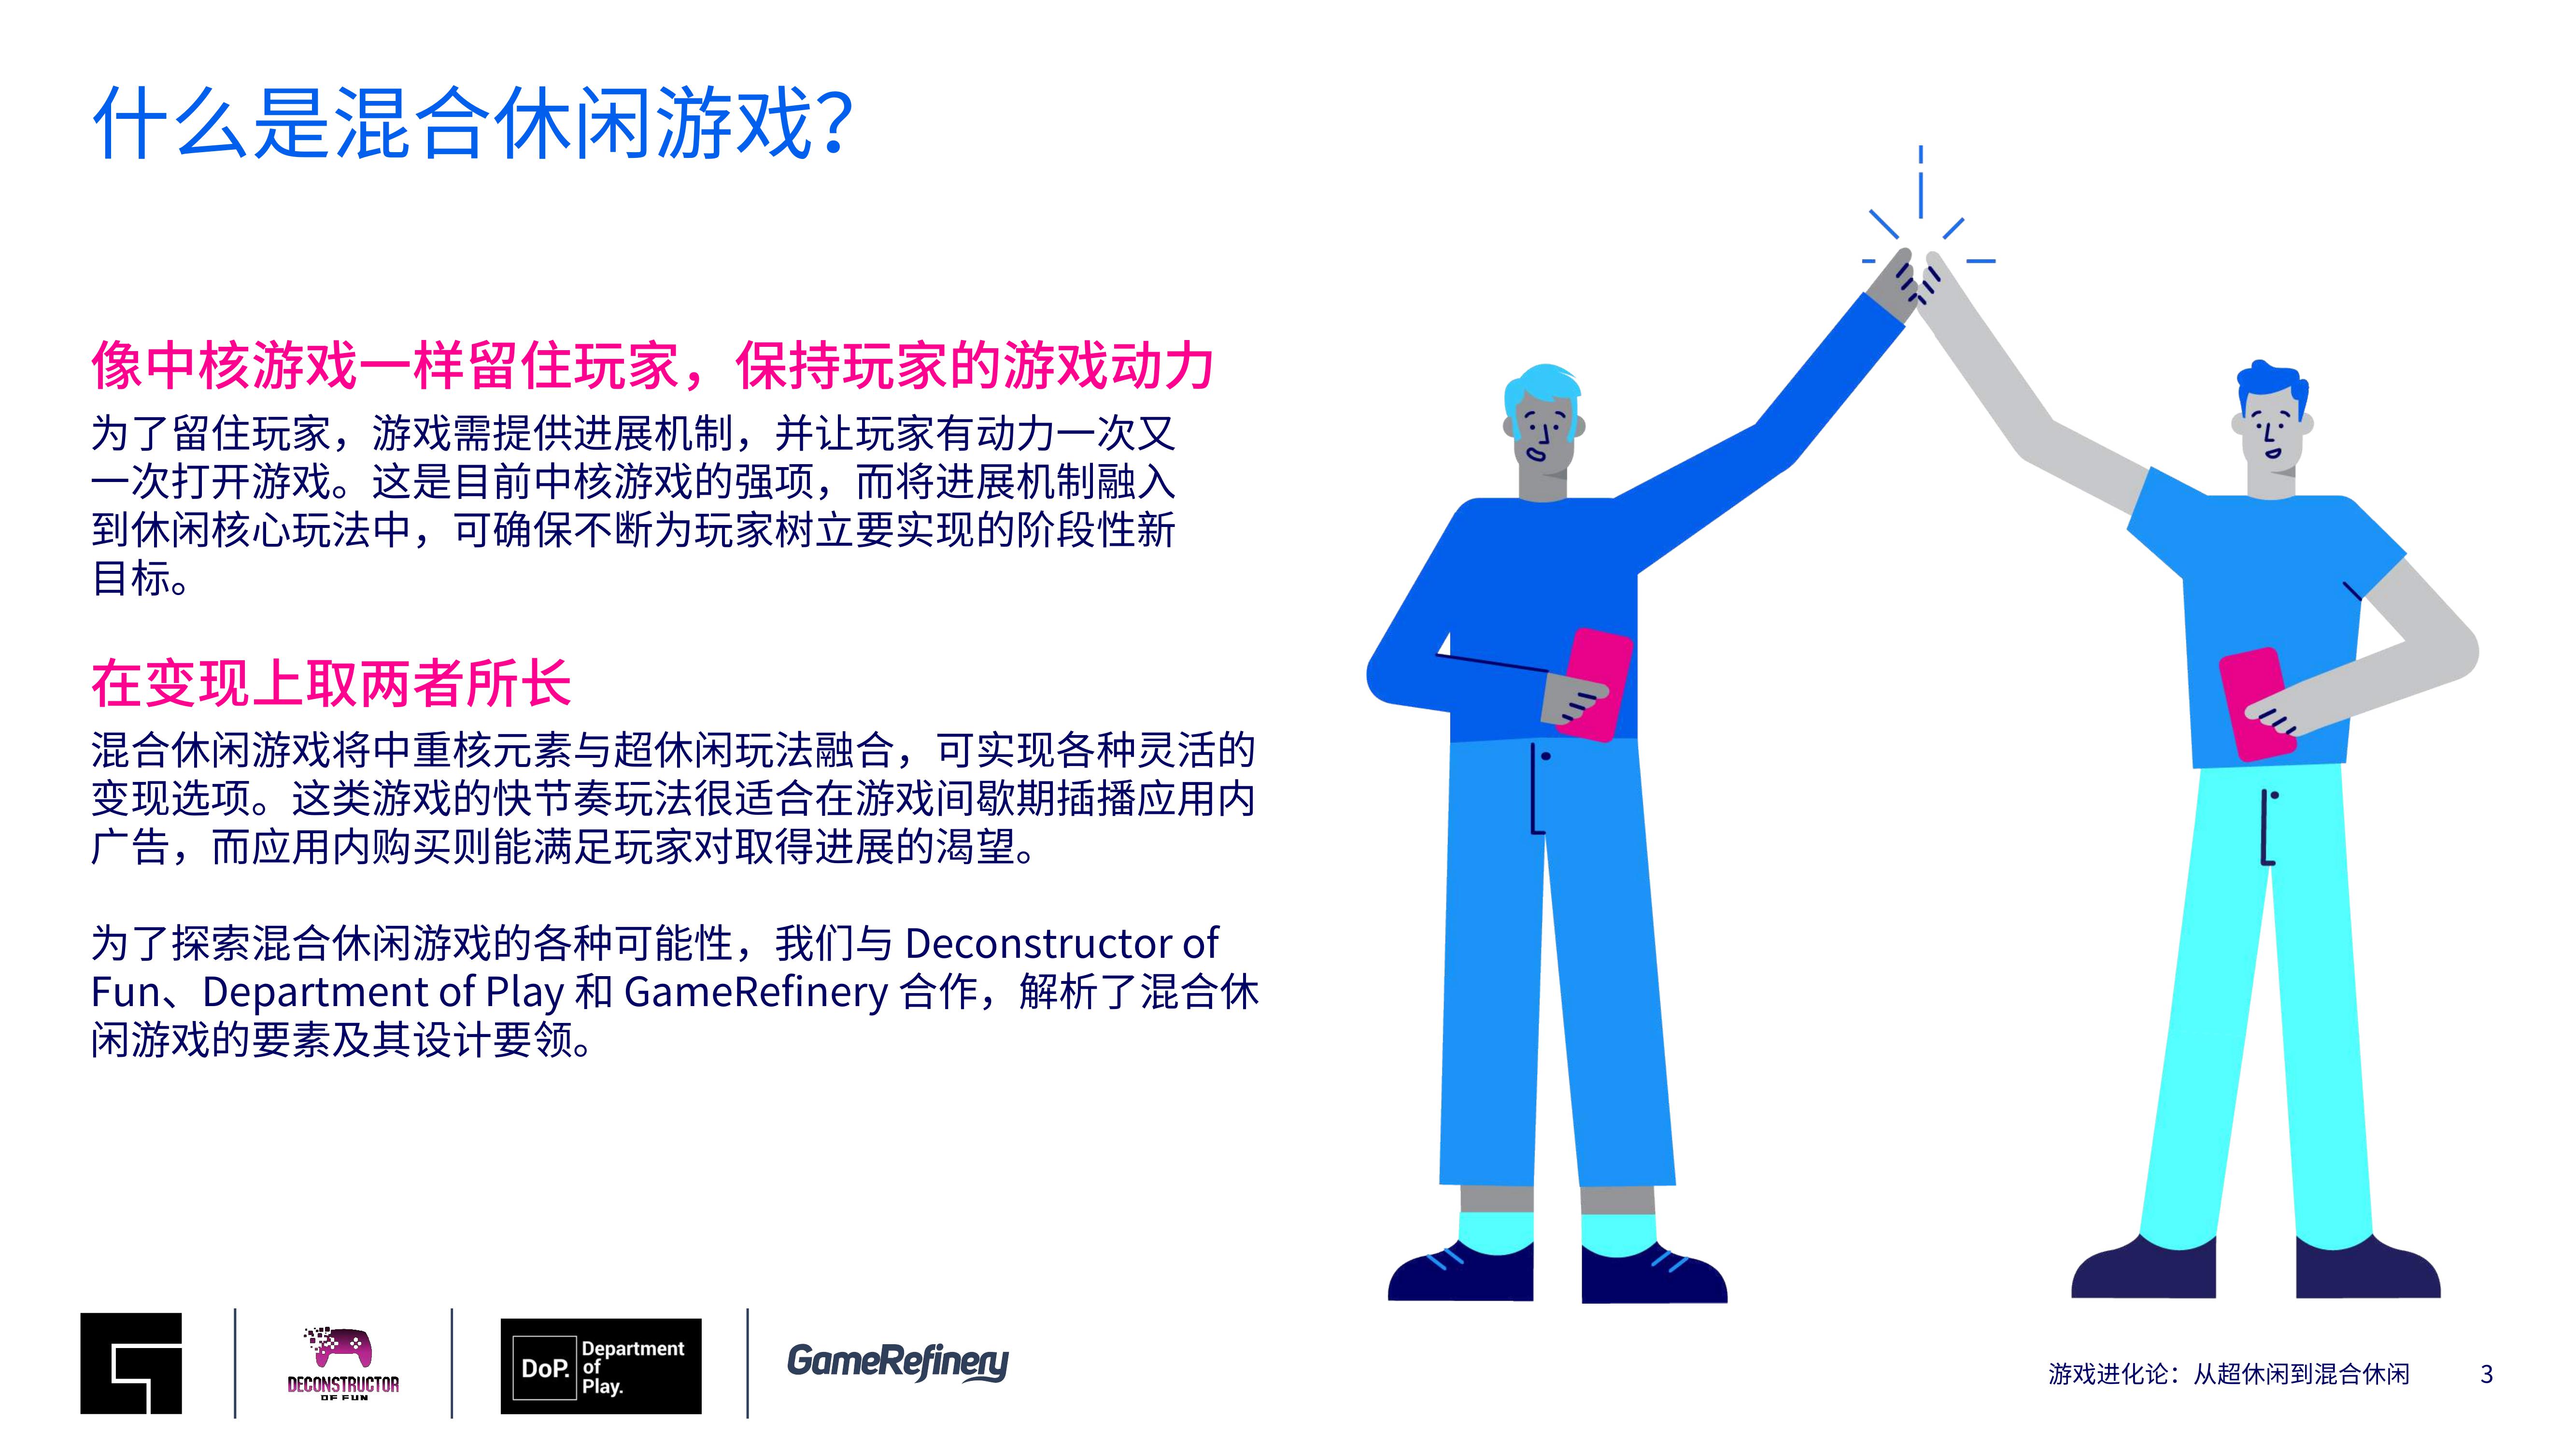 什么是混合休闲游戏？
像中核游戏一样留住玩家，保持玩家的游戏动力
为了留住玩家，游戏需提供进展机制，并让玩家有动力一次又
一次打开游戏。这是目前中核游戏的强项，而将进展机制融入
到休闲核心玩法中，可确保不断为玩家树立要实现的阶段性新
目标。
在变现上取两者所长
混合休闲游戏将中重核元素与超休闲玩法融合，可实现各种灵活的
变现选项。这类游戏的快节奏玩法很适合在游戏间歇期插播应用内
广告，而应用内购买则能满足玩家对取得进展的渴望。
为了探索混合休闲游戏的各种可能性，我们与 Deconstructor of
Fun、Department of Play 和 GameRefinery 合作，解析了混合休
闲游戏的要素及其设计要领。
DECONSTRUCTOR
OF FUN
DoP.
Department
of
Play.
GameRefinery
游戏进化论：从超休闲到混合休闲
3